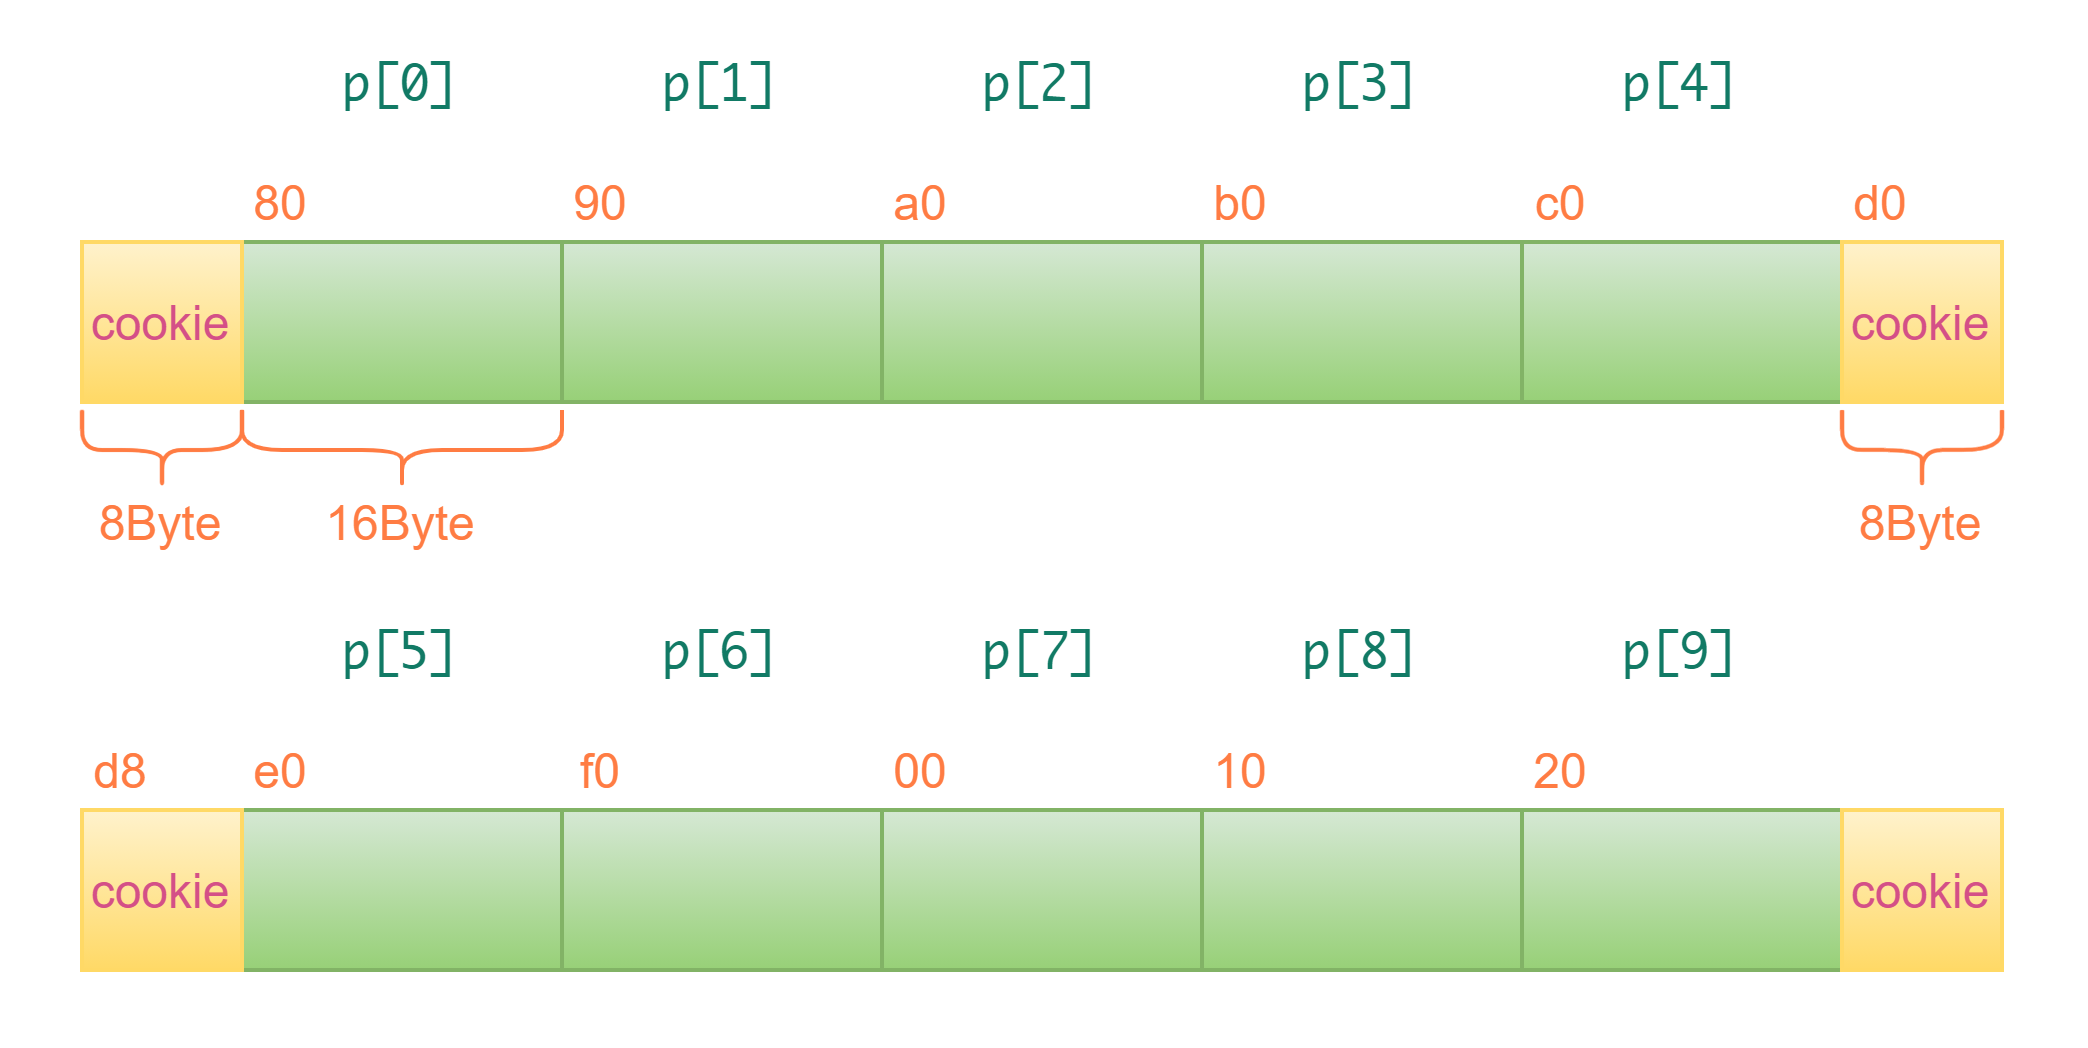 p[0] p[1] p[2] p[3] p[4]
80 90 a0 b0 c0 d0
cookie cookie
8Byte 16Byte 8Byte
p[5] p[6] p[7] p[8] p[9]
d8 e0 f0 00 10 20
cookie cookie